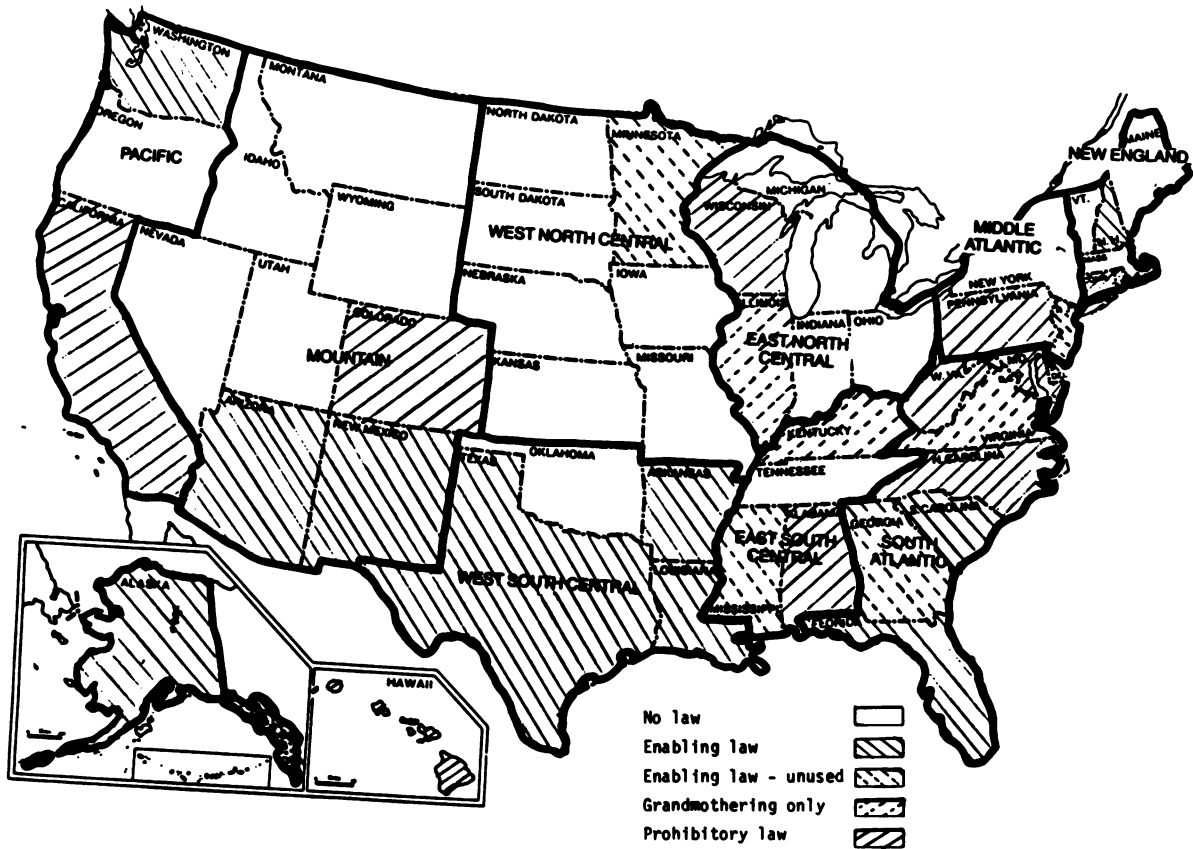 WASHINGTON
MONTANA
OREGON
PACIFIC
IDAHO
WYOMING
NORTH DAKOTA
MINNESOTA
SOUTH DAKOTA
WEST NORTH CENTRAL
MICHIGAN
WISCONSIN
MAINE
NEW ENGLAND
VT.
N. H.
MASS
MIDDLE
ATLANTIC
NEW YORK
PENNSYLVANIA
CALIFORNIA
NEVADA
UTAH
COLORADO
MOUNTAIN
NEBRASKA
IOWA
ILLINOIS
INDIANA
OHIO
EAST NORTH
CENTRAL
KANSAS
MISSOURI
W. VA.
MD.
VIRGINIA
KENTUCKY
TENNESSEE
N. CAROLINA
S. CAROLINA
ARIZONA
NEW MEXICO
TEXAS
OKLAHOMA
ARKANSAS
LOUISIANA
WEST SOUTH CENTRAL
ALABAMA
EAST SOUTH
CENTRAL
MISSISSIPPI
GEORGIA
SOUTH
ATLANTIC
FLORIDA
ALASKA
HAWAII
No law
Enabling law
Enabling law - unused
Grandmothering only
Prohibitory law